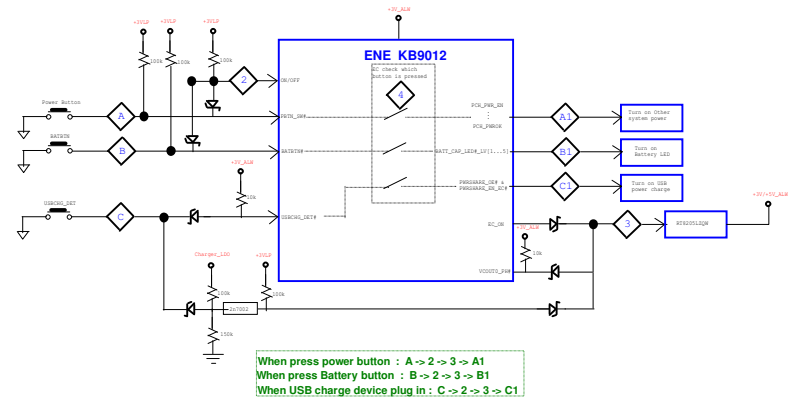 +3V_ALW
+3VLP
+3VLP
+3VLP
ENE KB9012
100k
100k
100k
EC check which
button is pressed
2
ON/OFF
4
Power Button
A
PBTN_SW#
PCH_PWR_EN
PCH_PWROK
A1
Turn on Other
system power
BATBTN
B
BATBTN#
BATT_CAP_LED#_LV[1...5]
B1
Turn on
Battery LED
+3V_ALW
10k
PWRSHARE_OE# &
PWRSHARE_EN_EC#
C1
Turn on USB
power charge
USBCHG_DET
C
USBCHG_DET#
EC_ON
3
+3V/+5V_ALW
+3V_ALW
10k
VCOUT0_PH#
Charger_LDO
+3VLP
100k
100k
2n7002
150k
When press power button : A -> 2 -> 3 -> A1
When press Battery button : B -> 2 -> 3 -> B1
When USB charge device plug in : C -> 2 -> 3 -> C1